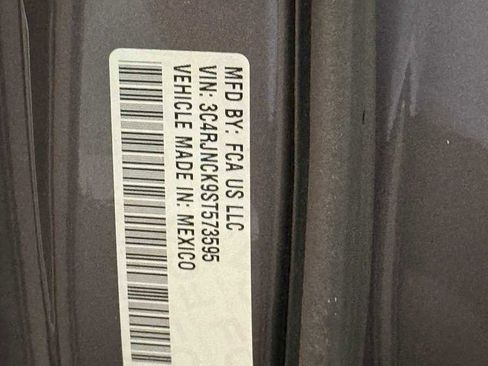 MFD BY: FCA US LLC
VIN: 3C4RJNCK9ST573595
VEHICLE MADE IN: MEXICO